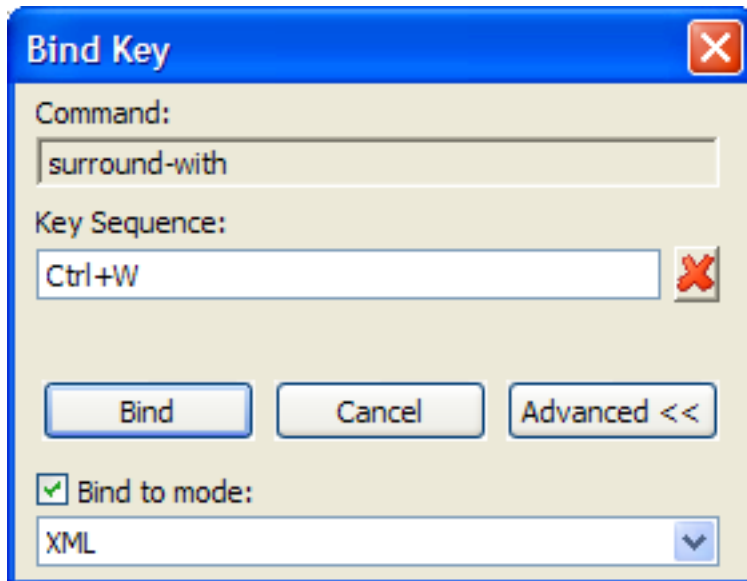 Bind Key
Command:
surround-with
Key Sequence:
Ctrl+W
Bind Cancel Advanced <<
Bind to mode:
XML